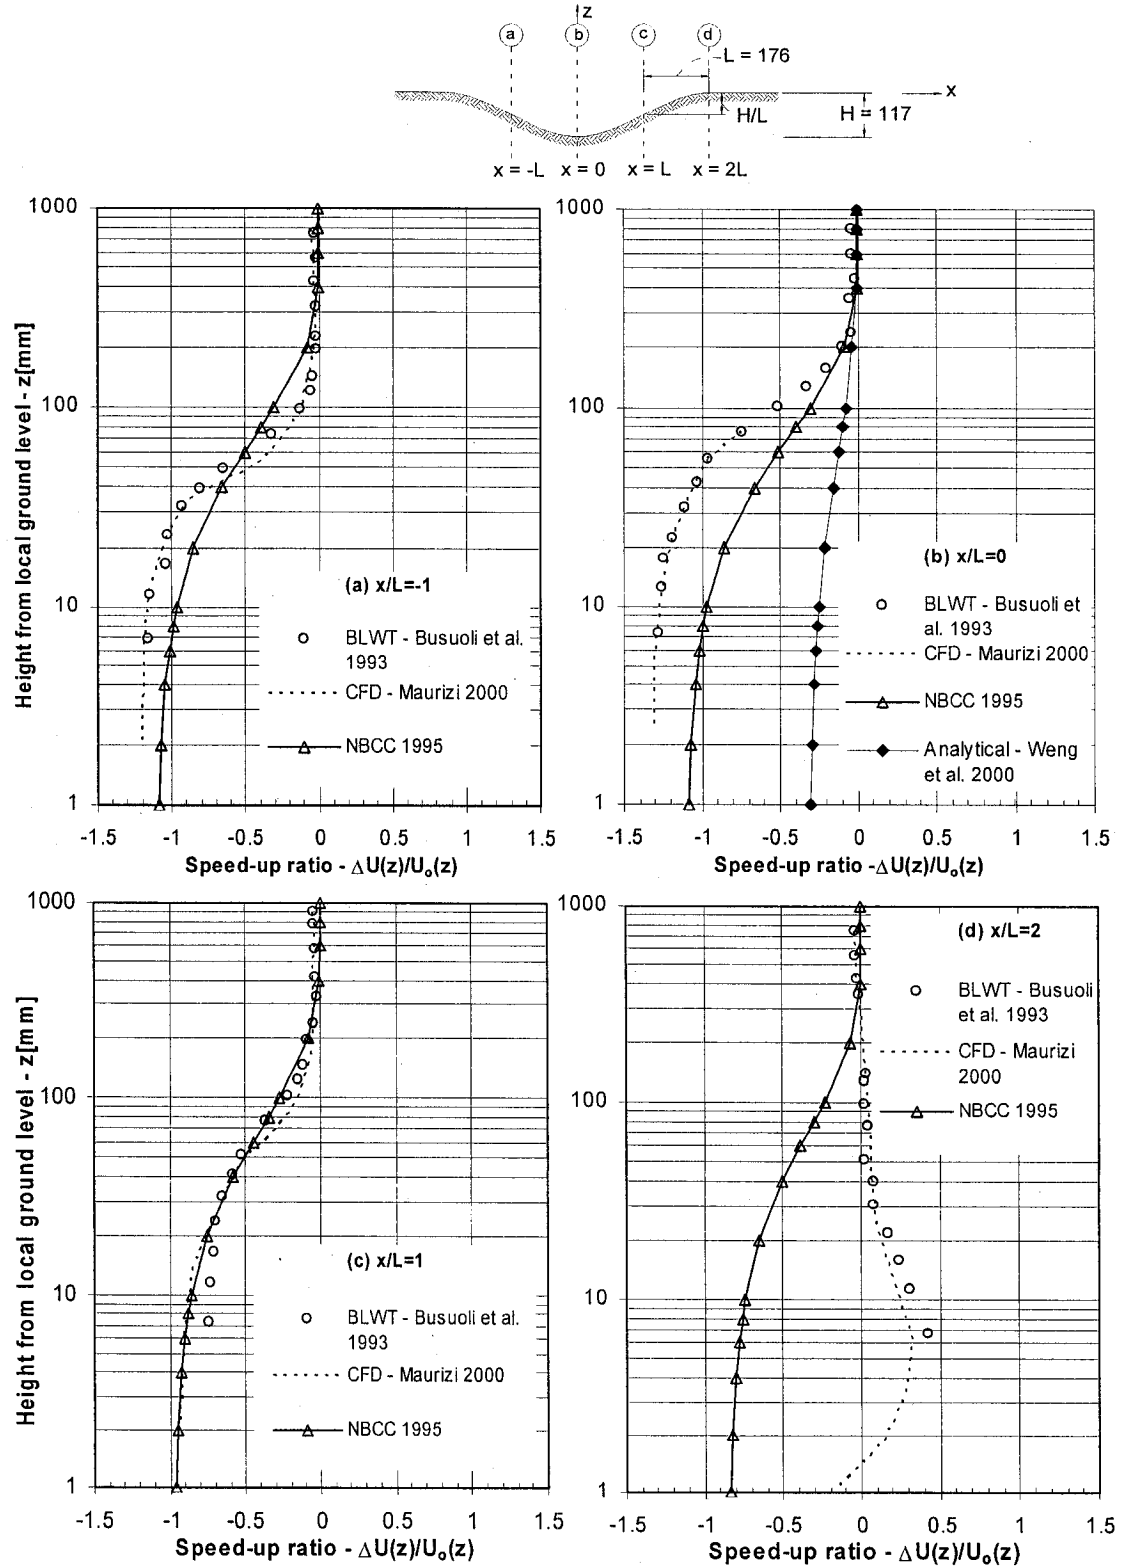 z
a b c d
L = 176
x
H/L
H = 117
x = -L x = 0 x = L x = 2L
Height from local ground level - z[mm]
1000
100
10
1
-1.5 -1 -0.5 0 0.5 1 1.5
Speed-up ratio - ΔU(z)/Uo(z)
(a) x/L=-1
BLWT - Busuoli et al.
1993
CFD - Maurizi 2000
NBCC 1995
1000
100
10
1
-1.5 -1 -0.5 0 0.5 1 1.5
Speed-up ratio -ΔU(z)/Uo(z)
(b) x/L=0
BLWT - Busuoli et
al. 1993
CFD - Maurizi 2000
NBCC 1995
Analytical - Weng
et al. 2000
Height from local ground level - z[mm]
1000
100
10
1
-1.5 -1 -0.5 0 0.5 1 1.5
Speed-up ratio - ΔU(z)/Uo(z)
(c) x/L=1
BLWT - Busuoli et al.
1993
CFD - Maurizi 2000
NBCC 1995
1000
100
10
1
-1.5 -1 -0.5 0 0.5 1 1.5
Speed-up ratio - ΔU(z)/Uo(z)
(d) x/L=2
BLWT - Busuoli
et al. 1993
CFD - Maurizi
2000
NBCC 1995